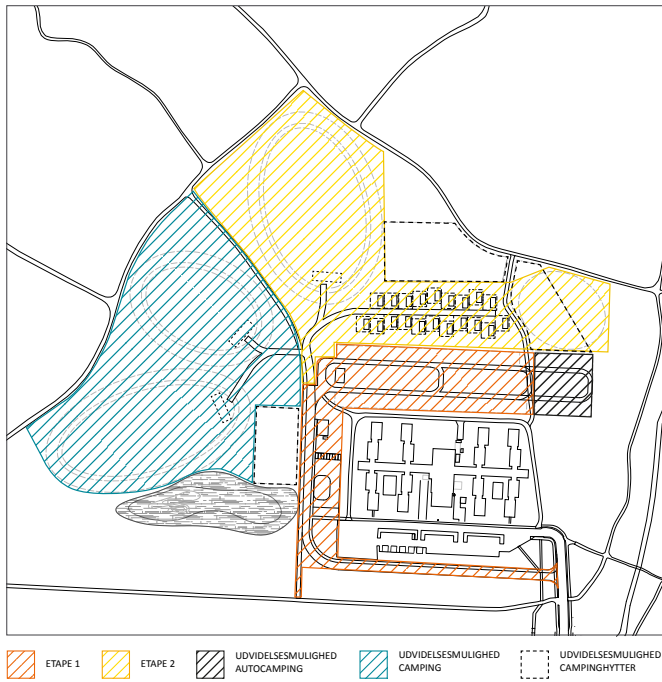 ETAPE 1
ETAPE 2
UDVIDELSESMULIGHED
AUTOCAMPING
UDVIDELSESMULIGHED
CAMPING
UDVIDELSESMULIGHED
CAMPINGHYTTER